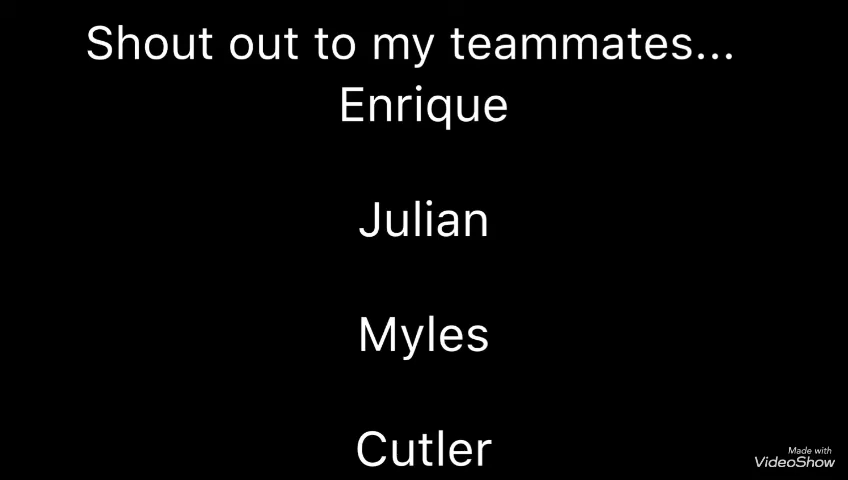 Shout out to my teammates...
Enrique
Julian
Myles
Cutler
Made with
VideoShow